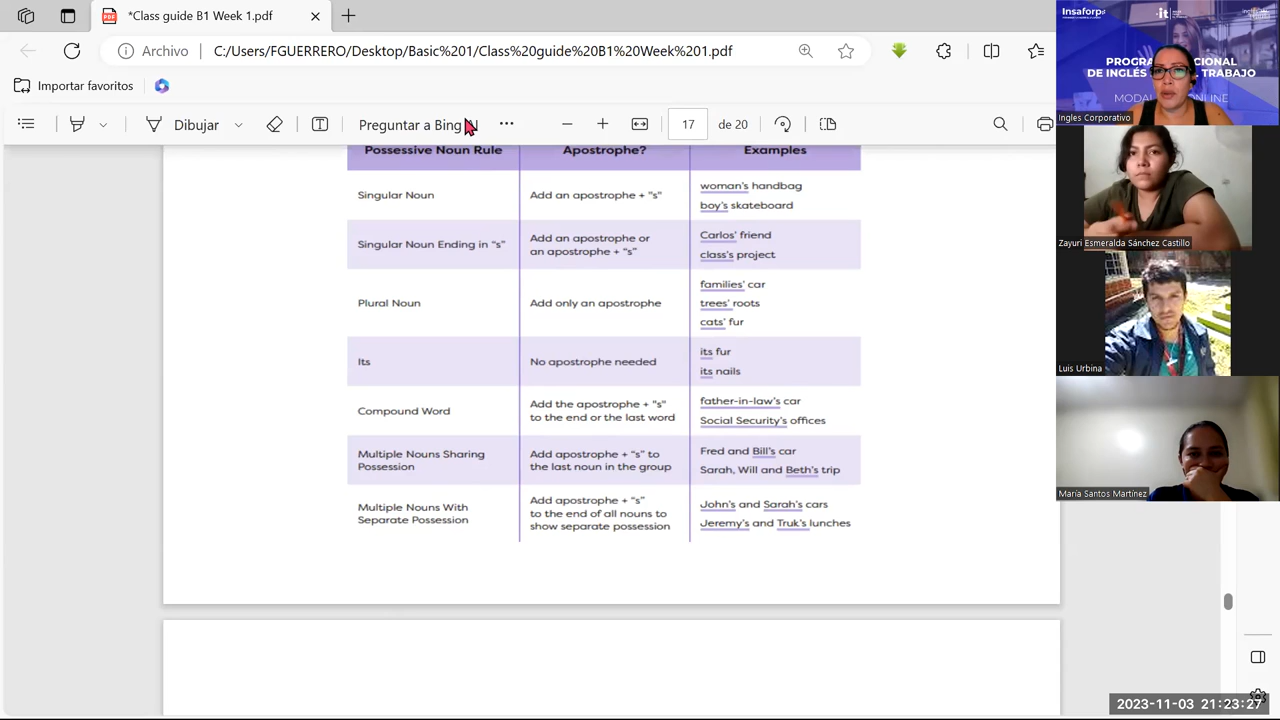 *Class guide B1 Week 1.pdf
Archivo
C:/Users/FGUERRERO/Desktop/Basic%201/Class%20guide%20B1%20Week%201.pdf
Importar favoritos
Dibujar
Preguntar a Bing
17
de 20
Possessive Noun Rule
Apostrophe?
Examples
Singular Noun
Add an apostrophe + "s"
woman's handbag
boy's skateboard
Singular Noun Ending in "s"
Add an apostrophe or
an apostrophe + "s"
Carlos' friend
class's project
Plural Noun
Add only an apostrophe
families' car
trees' roots
cats' fur
Its
No apostrophe needed
its fur
its nails
Compound Word
Add the apostrophe + "s"
to the end or the last word
father-in-law's car
Social Security's offices
Multiple Nouns Sharing
Possession
Add apostrophe + "s" to
the last noun in the group
Fred and Bill's car
Sarah, Will and Beth's trip
Multiple Nouns With
Separate Possession
Add apostrophe + "s"
to the end of all nouns to
show separate possession
John's and Sarah's cars
Jeremy's and Truk's lunches
Insaforp
it
DE INGLÉS
TRABAJO
Ingles Corporativo
Zayuri Esmeralda Sánchez Castillo
Luis Urbina
María Santos Martínez
2023-11-03 21:23:27